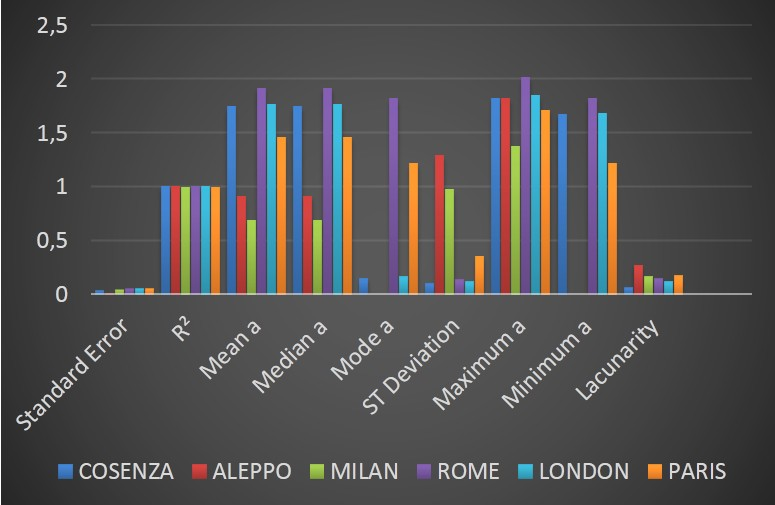 2,5
2
1,5
1
0,5
0
Standard Error
R²
Mean a
Median a
Mode a
ST Deviation
Maximum a
Minimum a
Lacunarity
COSENZA ALEPPO MILAN ROME LONDON PARIS